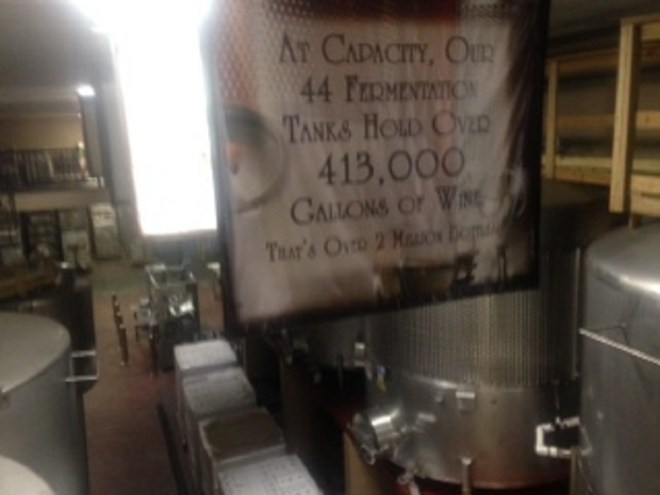 At Capacity, Our
44 Fermentation
Tanks Hold Over
413,000
Gallons of Wine
That's Over 2 Million Bottles